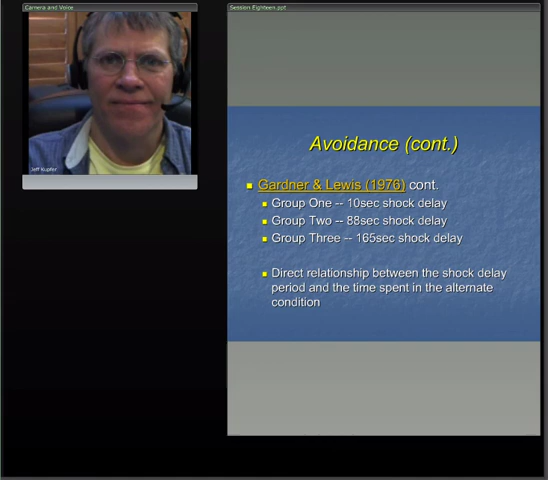 Camera and Voice
Session Eighteen.ppt
Jeff Kupfer
Avoidance (cont.)
Gardner & Lewis (1976) cont.
Group One -- 10sec shock delay
Group Two -- 88sec shock delay
Group Three -- 165sec shock delay
Direct relationship between the shock delay
period and the time spent in the alternate
condition